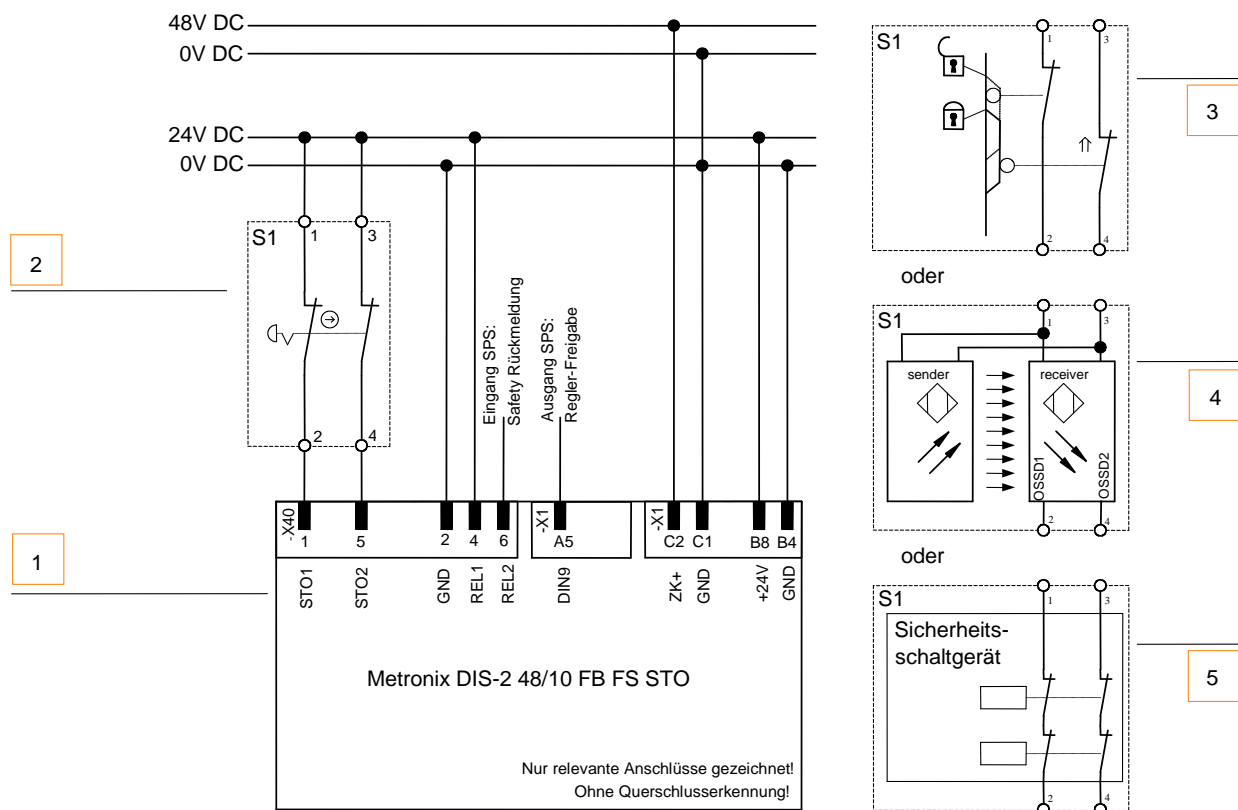 48V DC
0V DC
24V DC
0V DC
2
S1
1
3
2
4
Eingang SPS:
Safety Rückmeldung
Ausgang SPS:
Regler-Freigabe
1
-X40
1
5
2
4
6
-X1
A5
-X1
C2
C1
B8
B4
STO1
STO2
GND
REL1
REL2
DIN9
ZK+
GND
+24V
GND
Metronix DIS-2 48/10 FB FS STO
Nur relevante Anschlüsse gezeichnet!
Ohne Querschlusserkennung!
S1
1
3
2
4
3
oder
S1
1
3
sender
receiver
OSSD1
OSSD2
2
4
4
oder
S1
1
3
Sicherheits-
schaltgerät
2
4
5